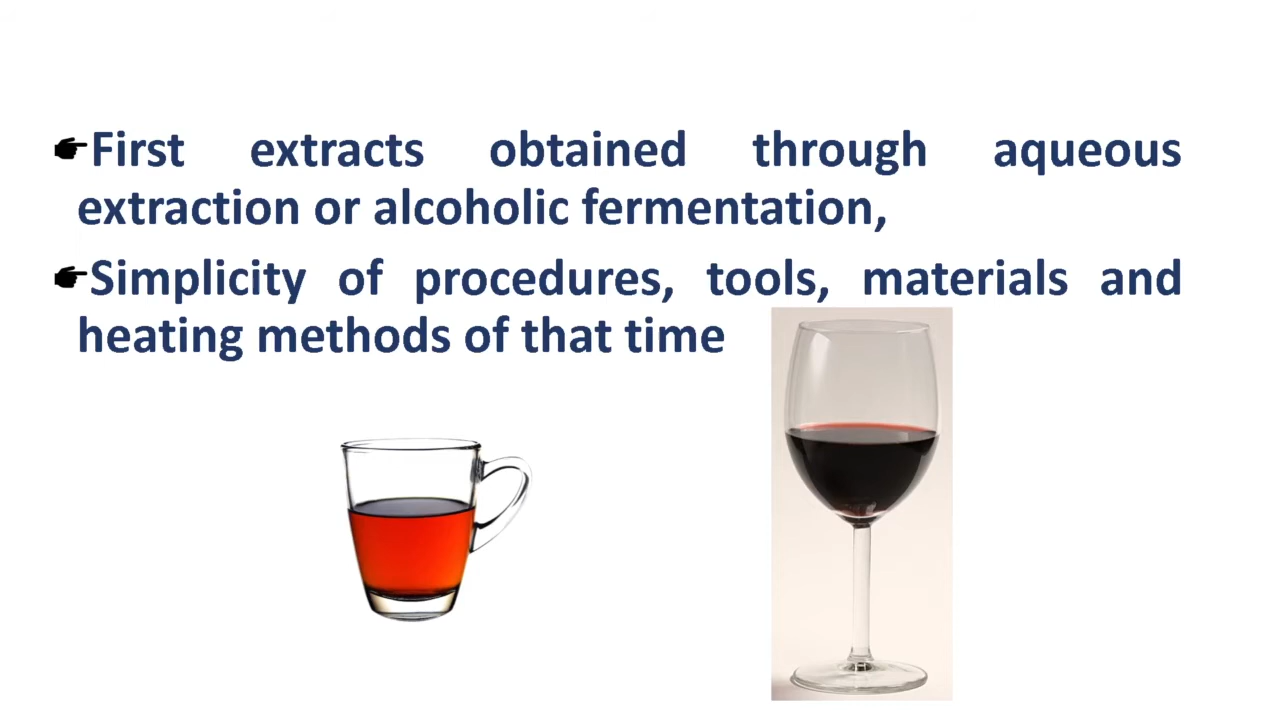 First extracts obtained through aqueous
extraction or alcoholic fermentation,
Simplicity of procedures, tools, materials and
heating methods of that time